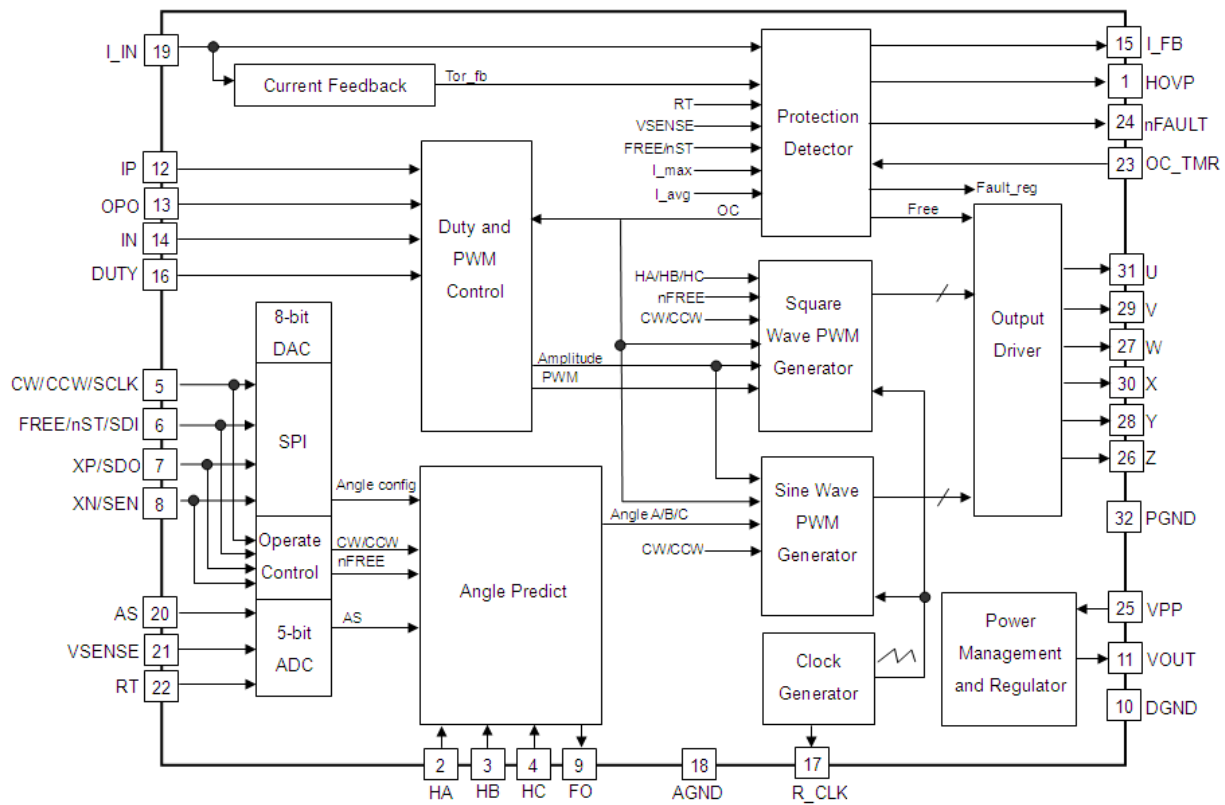 I_IN
19
Current Feedback
Tor_fb
RT
VSENSE
FREE/nST
I_max
I_avg
OC
Protection
Detector
15
I_FB
1
HOVP
24
nFAULT
23
OC_TMR
Fault_reg
Free
IP
12
OPO
13
IN
14
DUTY
16
Duty and
PWM
Control
Amplitude
PWM
HA/HB/HC
nFREE
CW/CCW
Square
Wave PWM
Generator
Output
Driver
31
U
29
V
27
W
30
X
28
Y
26
Z
32
PGND
8-bit
DAC
CW/CCW/SCLK
5
FREE/nST/SDI
6
XP/SDO
7
XN/SEN
8
SPI
Angle config
Operate
Control
CW/CCW
nFREE
AS
20
VSENSE
21
RT
22
5-bit
ADC
AS
Angle Predict
Angle A/B/C
CW/CCW
Sine Wave
PWM
Generator
Clock
Generator
Power
Management
and Regulator
25
VPP
11
VOUT
10
DGND
2
HA
3
HB
4
HC
9
FO
18
AGND
17
R_CLK